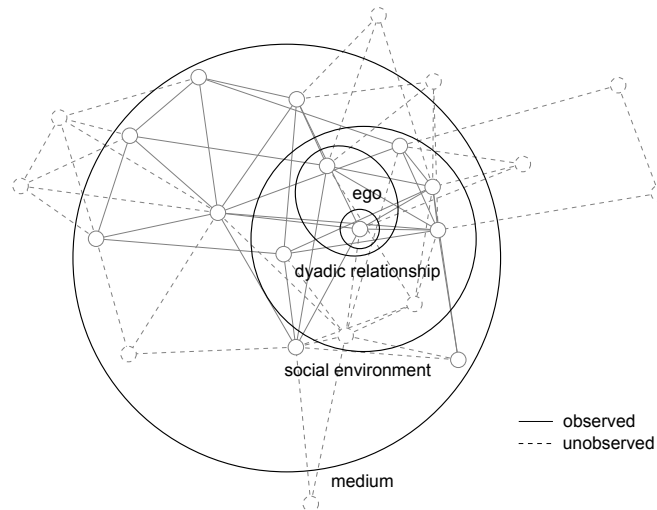 ego
dyadic relationship
social environment
observed
unobserved
medium